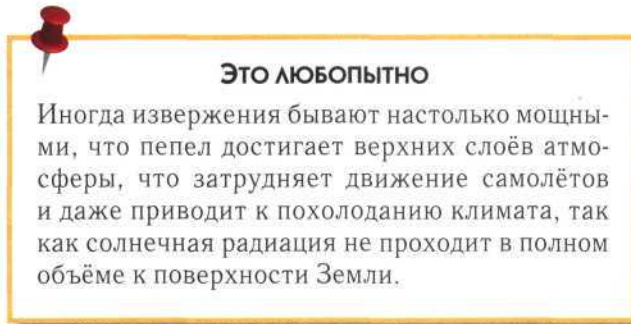 Это любопытно
Иногда извержения бывают настолько мощны-
ми, что пепел достигает верхних слоёв атмо-
сферы, что затрудняет движение самолётов
и даже приводит к похолоданию климата, так
как солнечная радиация не проходит в полном
объёме к поверхности Земли.